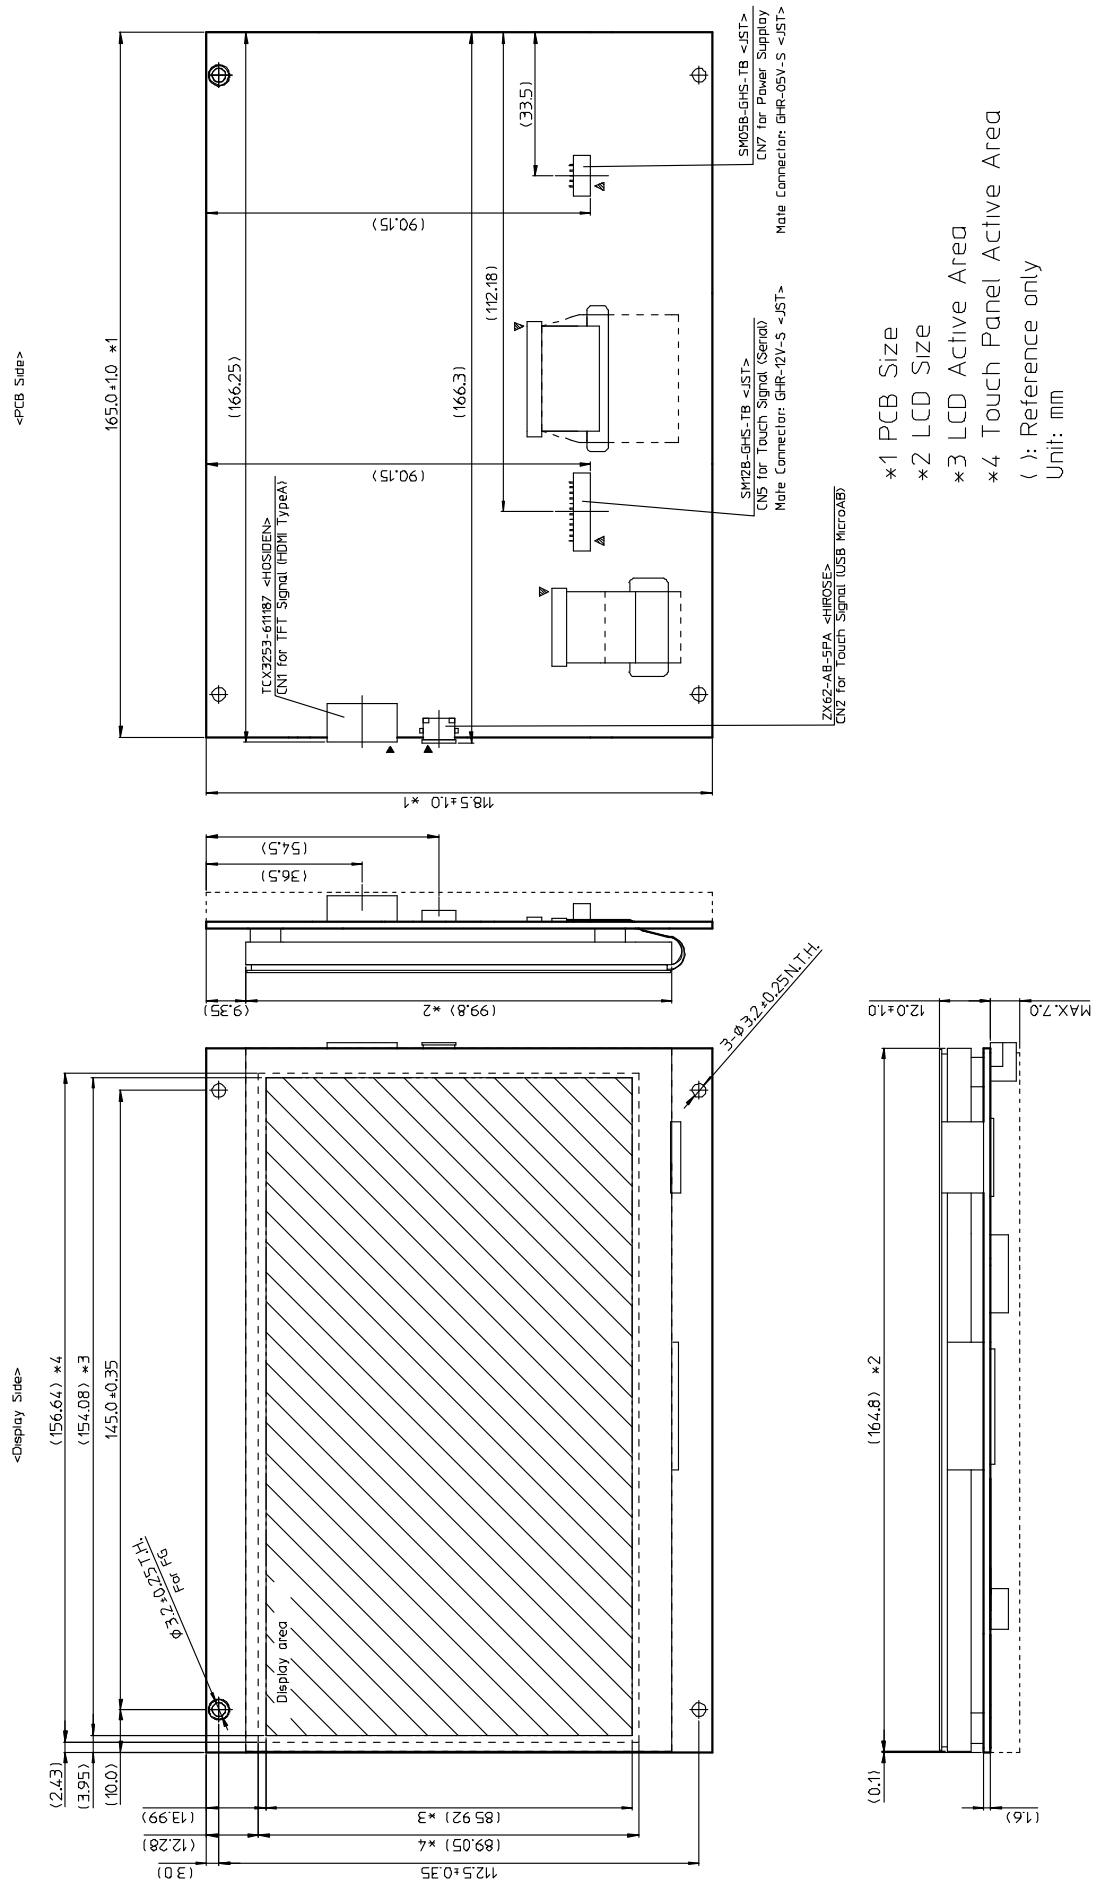 <PCB Side>
165.0±1.0 *1
(166.25)
(166.3)
(33.5)
(112.18)
(90.15)
(90.15)
118.5±1.0 *1
SM05B-GHS-TB <JST>
CN7 for Power Supplay
Mate Connector: GHR-05V-S <JST>
SM12B-GHS-TB <JST>
CN5 for Touch Signal (Serial)
Mate Connector: GHR-12V-S <JST>
TCX3253-611187 <HOSIDEN>
CN1 for TFT Signal (HDMI TypeA)
ZX62-AB-5PA <HIROSE>
CN2 for Touch Signal (USB MicroAB)
*1 PCB Size
*2 LCD Size
*3 LCD Active Area
*4 Touch Panel Active Area
( ): Reference only
Unit: mm
(54.5)
(36.5)
(9.35)
(99.8) *2
<Display Side>
(156.64) *4
(154.08) *3
145.0±0.35
(2.43)
(3.95)
(10.0)
φ3.2±0.25T.H.
For FG
3-φ3.2±0.25N.T.H.
Display area
(13.99)
(85.92) *3
(12.28)
(89.05) *4
(3.0)
112.5±0.35
(164.8) *2
(0.1)
12.0±1.0
MAX.7.0
(1.6)